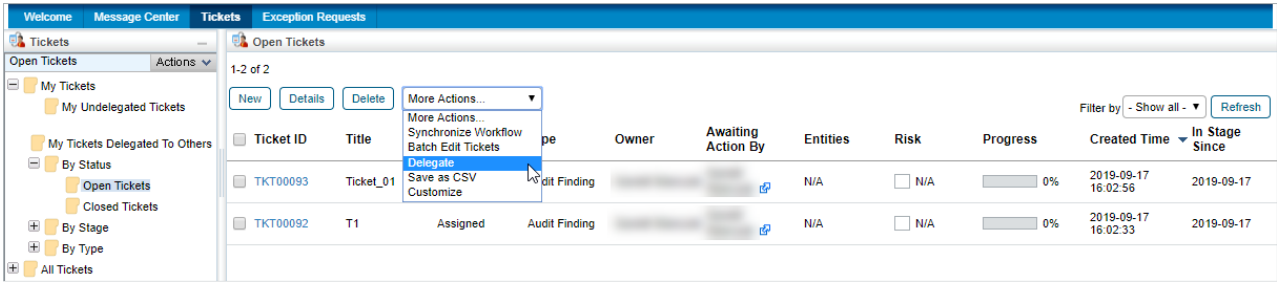 Welcome Message Center Tickets Exception Requests
Tickets
Open Tickets Actions
My Tickets
My Undelegated Tickets
My Tickets Delegated To Others
By Status
Open Tickets
Closed Tickets
By Stage
By Type
All Tickets
Open Tickets
1-2 of 2
New Details Delete More Actions...
More Actions...
Synchronize Workflow
Batch Edit Tickets
Delegate
Save as CSV
Customize
Filter by - Show all - Refresh
Ticket ID Title pe Owner Awaiting Action By Entities Risk Progress Created Time In Stage Since
TKT00093 Ticket_01 dit Finding N/A N/A 0% 2019-09-17 16:02:56 2019-09-17
TKT00092 T1 Assigned Audit Finding N/A N/A 0% 2019-09-17 16:02:33 2019-09-17